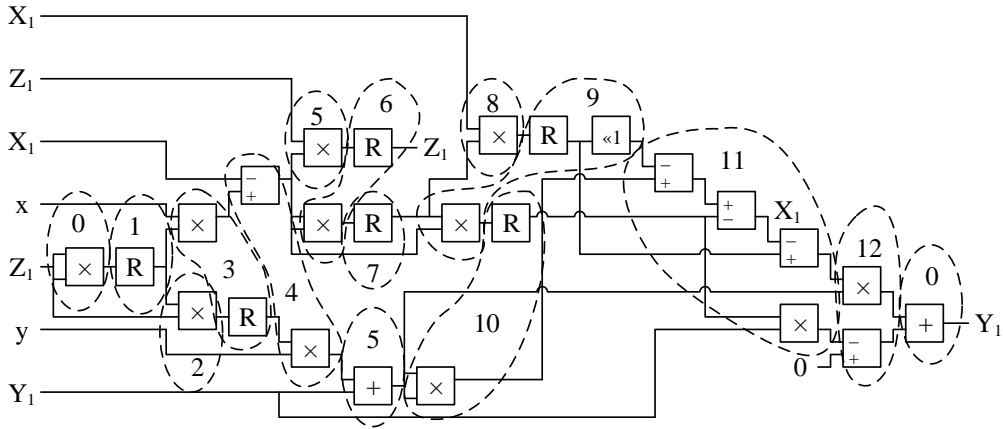 X₁
Z₁
8
9
5
6
X₁
× R
× R «1
Z₁
− +
− +
11
x
0
1
×
× R
× R
+ −
X₁
− +
Z₁
× R
3
7
12
×
0
× R
4
2
×
y
5
10
×
− +
+
Y₁
0
Y₁
+
×